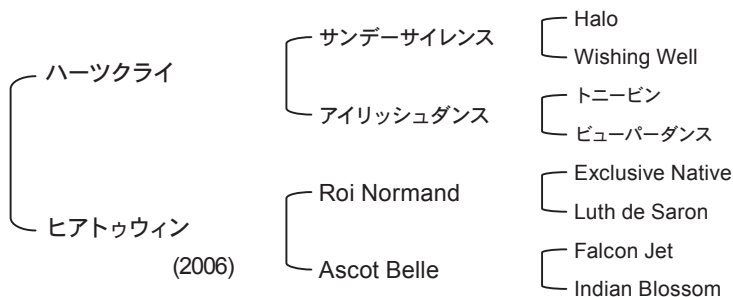 ハーツクライ
サンデーサイレンス
Halo
Wishing Well
アイリッシュダンス
トニービン
ビューパーダンス
ヒアトゥウィン
(2006)
Roi Normand
Exclusive Native
Luth de Saron
Ascot Belle
Falcon Jet
Indian Blossom